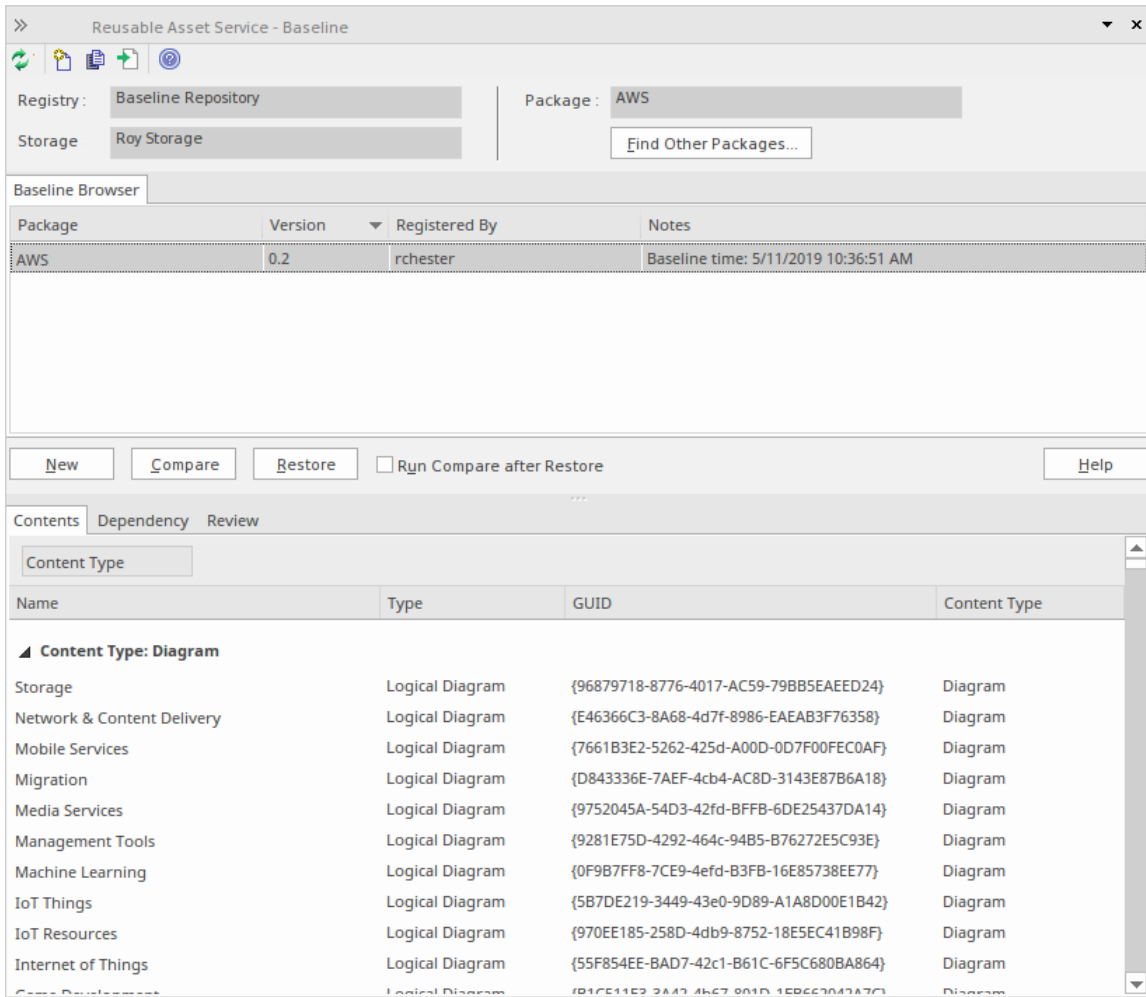 Reusable Asset Service - Baseline
Registry : Baseline Repository Package : AWS
Storage Roy Storage Find Other Packages...
Baseline Browser
Package Version Registered By Notes
AWS 0.2 rchester Baseline time: 5/11/2019 10:36:51 AM
New Compare Restore Run Compare after Restore Help
Contents Dependency Review
Content Type
Name Type GUID Content Type
Content Type: Diagram
Storage Logical Diagram {96879718-8776-4017-AC59-79BB5EAEED24} Diagram
Network & Content Delivery Logical Diagram {E46366C3-8A68-4d7f-8986-EAEAB3F76358} Diagram
Mobile Services Logical Diagram {7661B3E2-5262-425d-A00D-0D7F00FEC0AF} Diagram
Migration Logical Diagram {D843336E-7AEF-4cb4-AC8D-3143E87B6A18} Diagram
Media Services Logical Diagram {9752045A-54D3-42fd-BFFB-6DE25437DA14} Diagram
Management Tools Logical Diagram {9281E75D-4292-464c-94B5-B76272E5C93E} Diagram
Machine Learning Logical Diagram {0F9B7FF8-7CE9-4efd-B3FB-16E85738EE77} Diagram
IoT Things Logical Diagram {5B7DE219-3449-43e0-9D89-A1A8D00E1B42} Diagram
IoT Resources Logical Diagram {970EE185-258D-4db9-8752-18E5EC41B98F} Diagram
Internet of Things Logical Diagram {55F854EE-BAD7-42c1-B61C-6F5C680BA864} Diagram
Game Development Logical Diagram Diagram